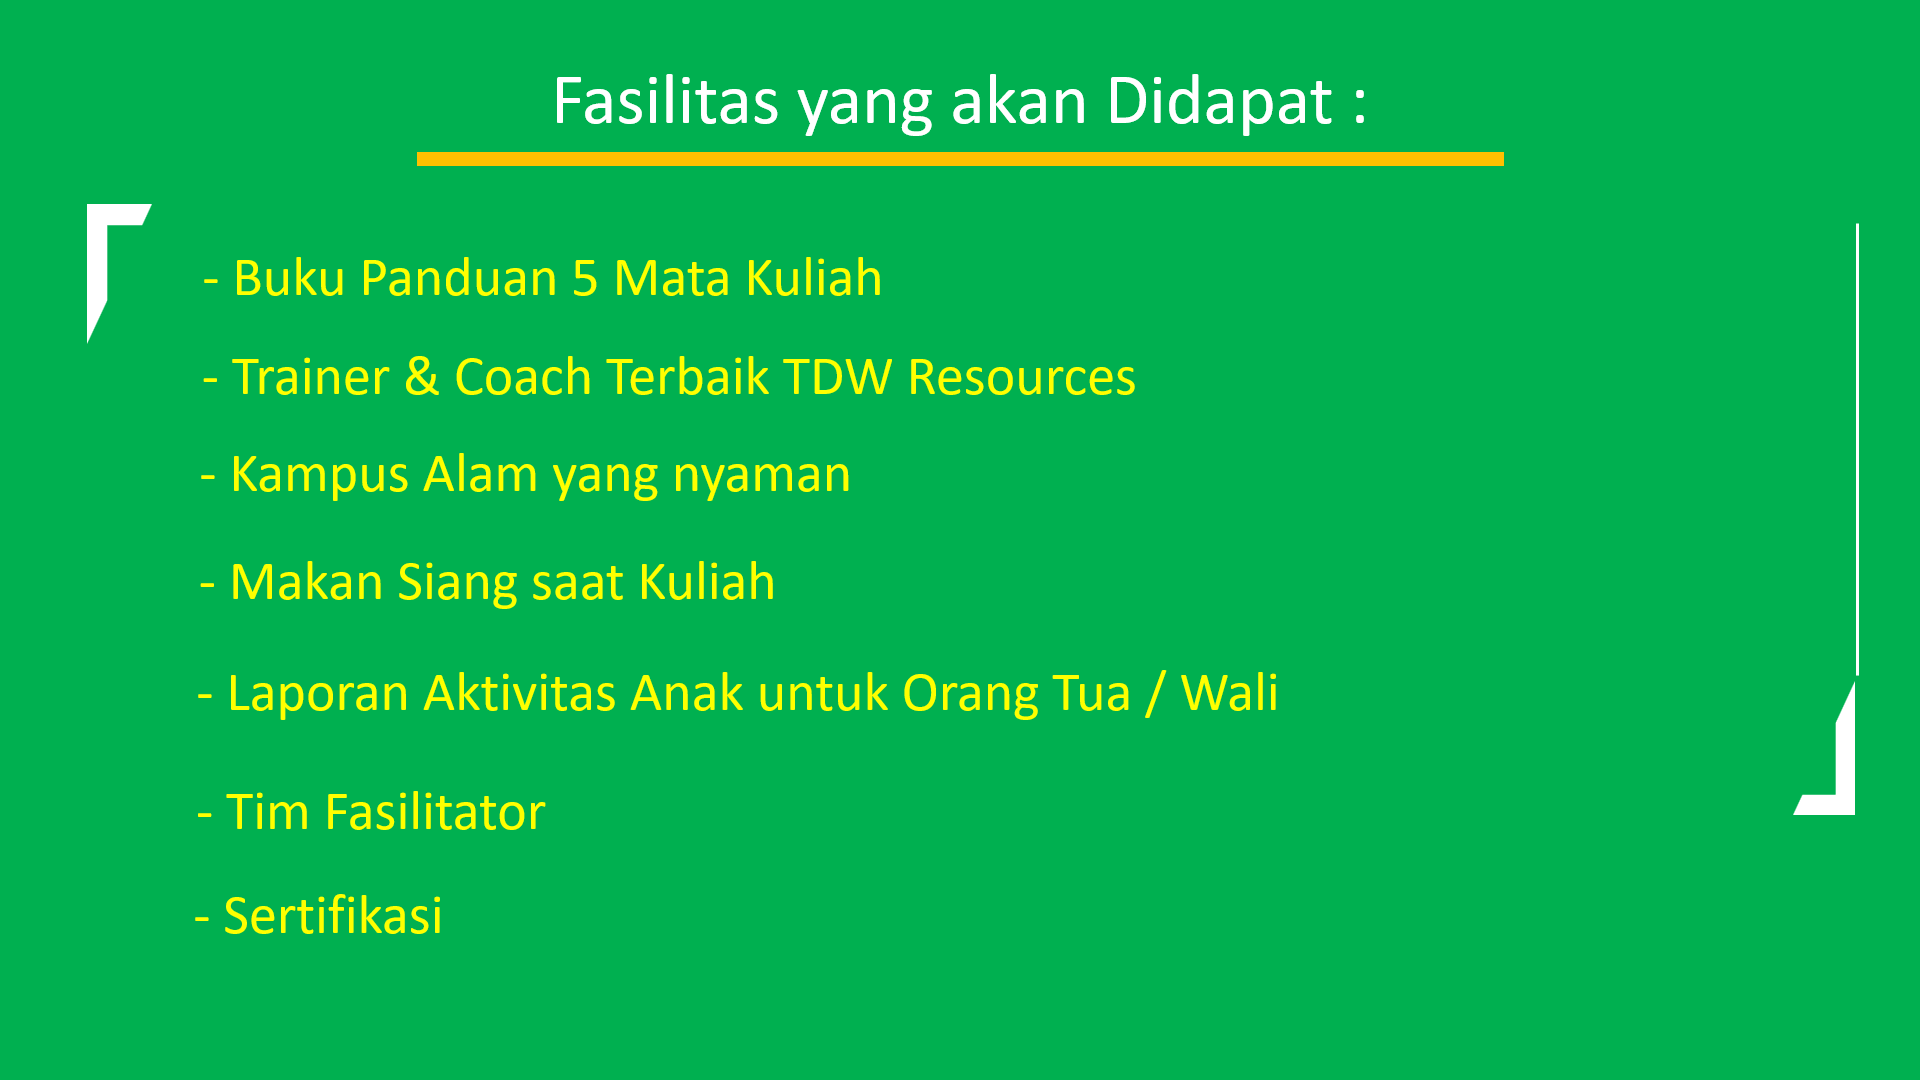 Fasilitas yang akan Didapat :
- Buku Panduan 5 Mata Kuliah
- Trainer & Coach Terbaik TDW Resources
- Kampus Alam yang nyaman
- Makan Siang saat Kuliah
- Laporan Aktivitas Anak untuk Orang Tua / Wali
- Tim Fasilitator
- Sertifikasi